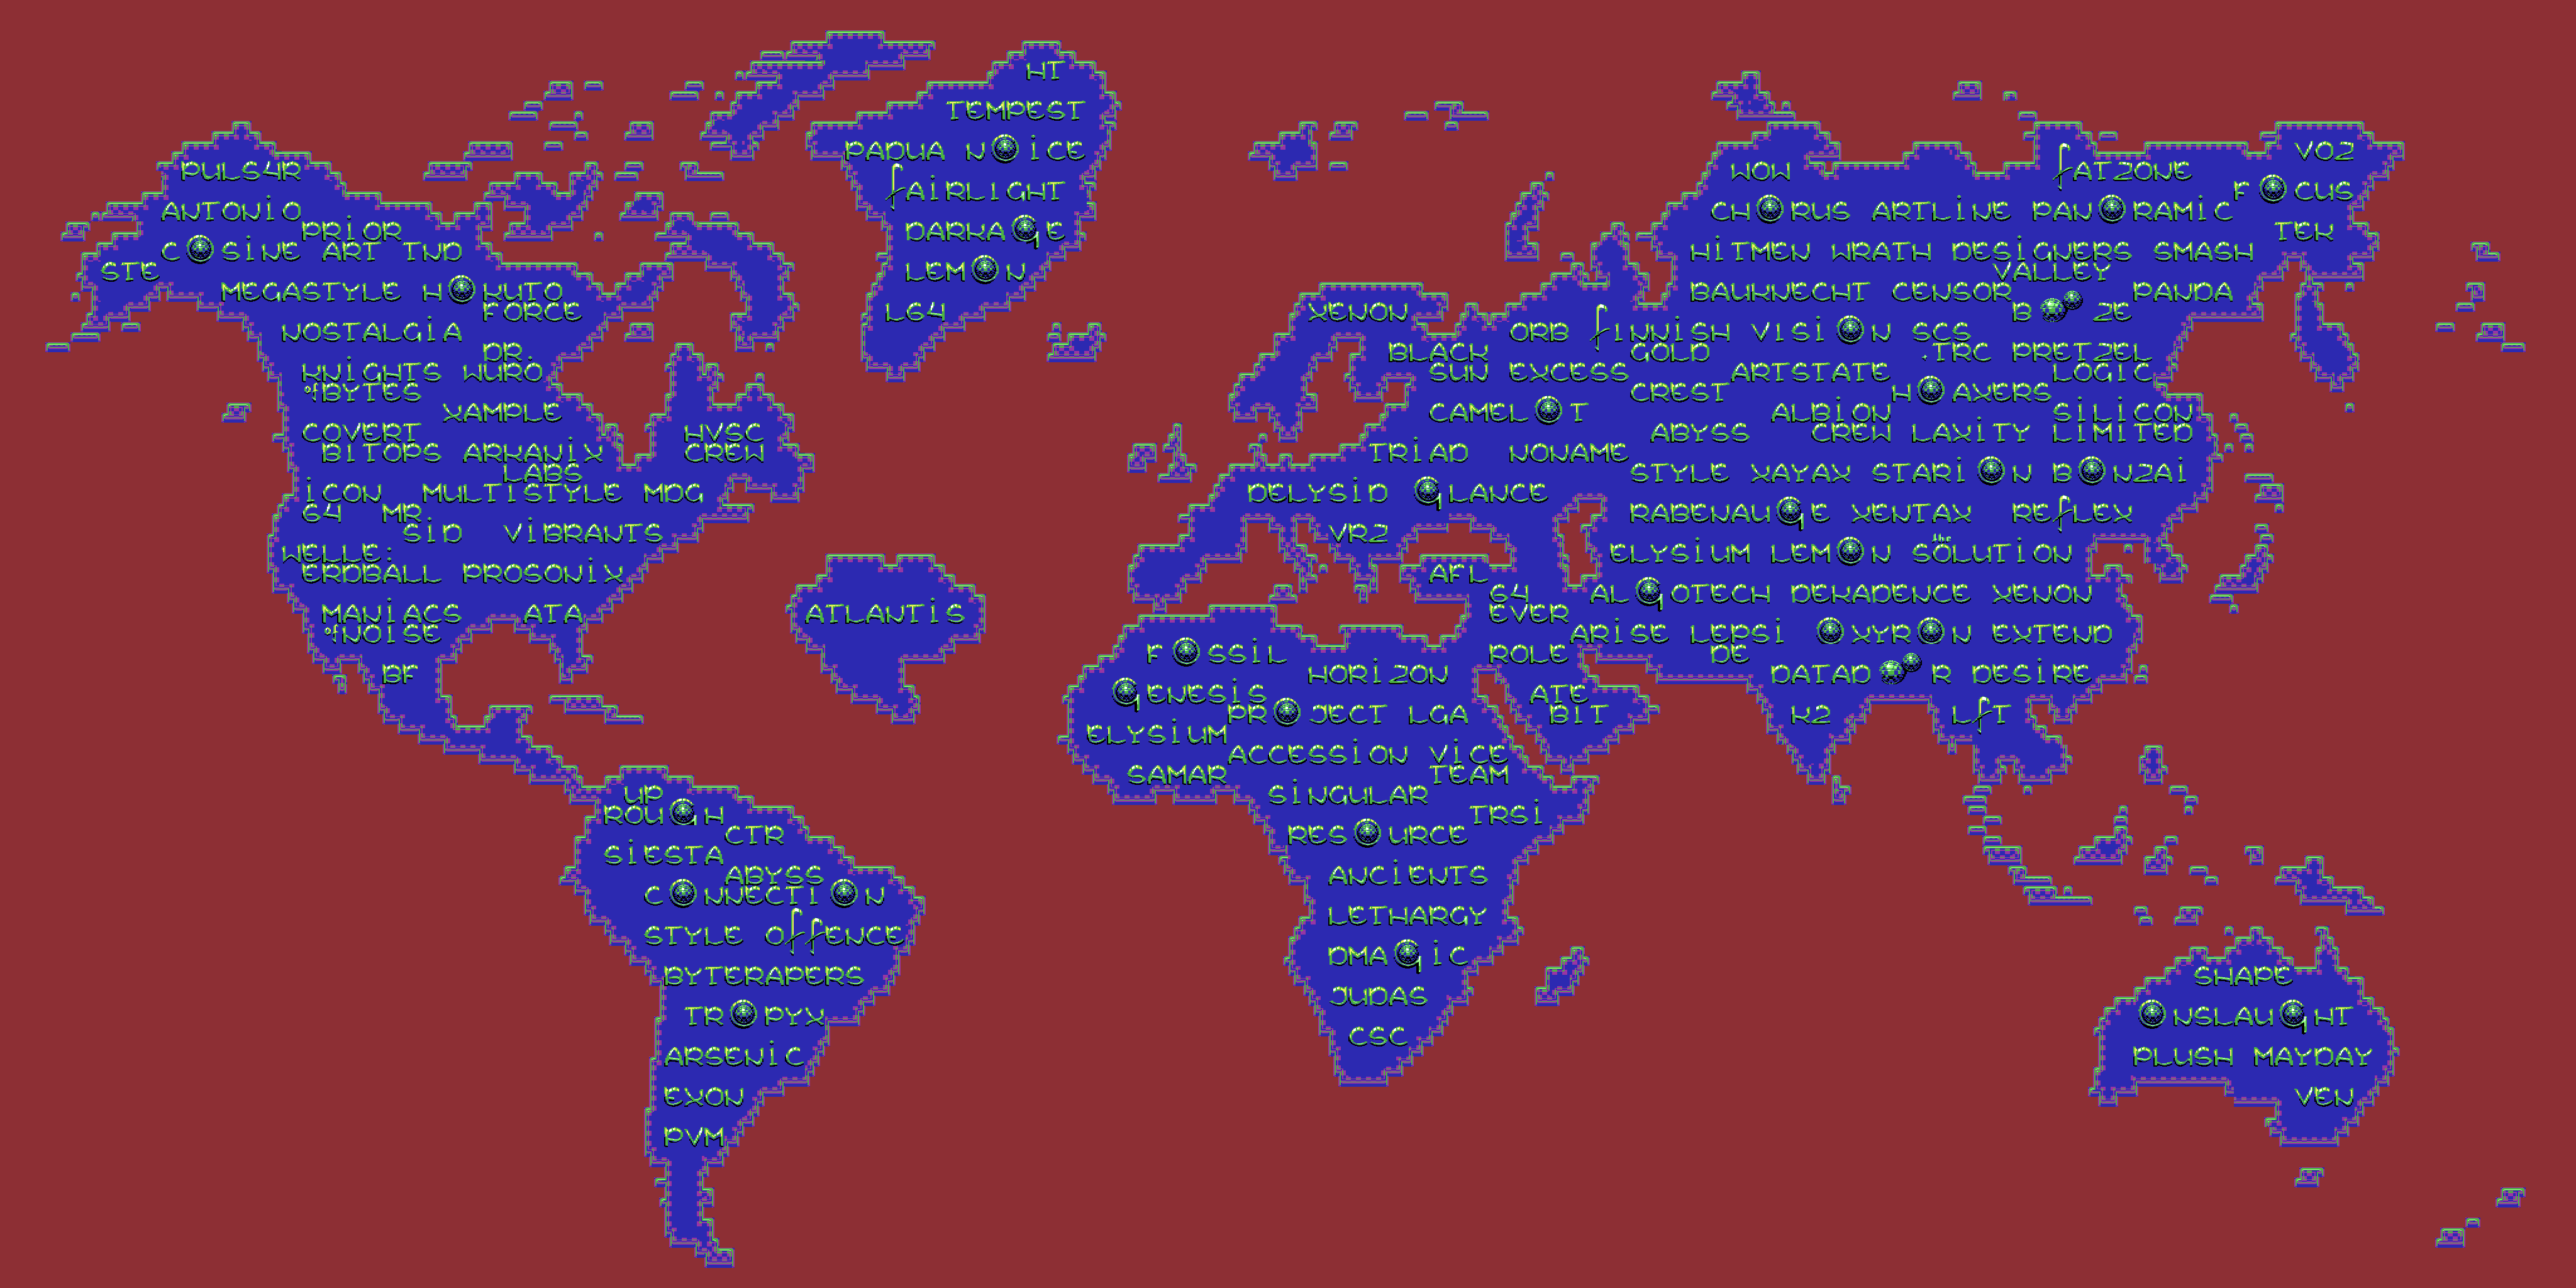 HT
TEMPEST
PADUA NOiCE
fAiRLiGHT
DARKAGE
LEMON
L64
PULS4R
ANTONiO
PRiOR
COSiNE ART TND
STE
MEGASTYLE HOKUTO
FORCE
NOSTALGiA
DR.
KNiGHTS WURO
of BYTES
XAMPLE
COVERT
BiTOPS ARKANiX
LABS
HVSC
CREW
iCON MULTiSTYLE MDG
64 MR.
SiD ViBRANTS
WELLE:
ERDBALL PROSONiX
MANiACS ATA
of NOiSE
BF
ATLANTiS
UP
ROUGH
CTR
SiESTA
ABYSS
CONNECTiON
STYLE OffENCE
BYTERAPERS
TROPYX
ARSENiC
EXON
PVM
WOW fATZONE VO2
FOCUS
CHORUS ARTLiNE PANORAMiC
TEK
HiTMEN WRATH DESiGNERS SMASH
VALLEY
BAUKNECHT CENSOR PANDA
BOOZE
XENON
ORB fiNNiSH ViSiON SCS
BLACK GOLD .TRC PRETZEL
SUN EXCESS ARTSTATE LOGiC
CREST HOAXERS
CAMELOT ALBiON SiLiCON
ABYSS CREW LAXiTY LiMiTED
TRiAD NONAME
STYLE XAYAX STARiON BONZAi
DELYSiD GLANCE
RABENAUGE XENTAX REfLEX
VR2
ELYSiUM LEMON the SOLUTiON
AFL
64 ALGOTECH DEKADENCE XENON
EVER
ARiSE LEPSi OXYRON EXTEND
DE
ROLE
DATADOOR DESiRE
ATE
BiT
K2 LfT
FOSSiL
HORiZON
GENESiS
PROJECT LGA
ELYSiUM
ACCESSiON ViCE
SAMAR TEAM
SiNGULAR
TRSi
RESOURCE
ANCiENTS
LETHARGY
DMAGiC
JUDAS
CSC
SHAPE
ONSLAUGHT
PLUSH MAYDAY
VEN